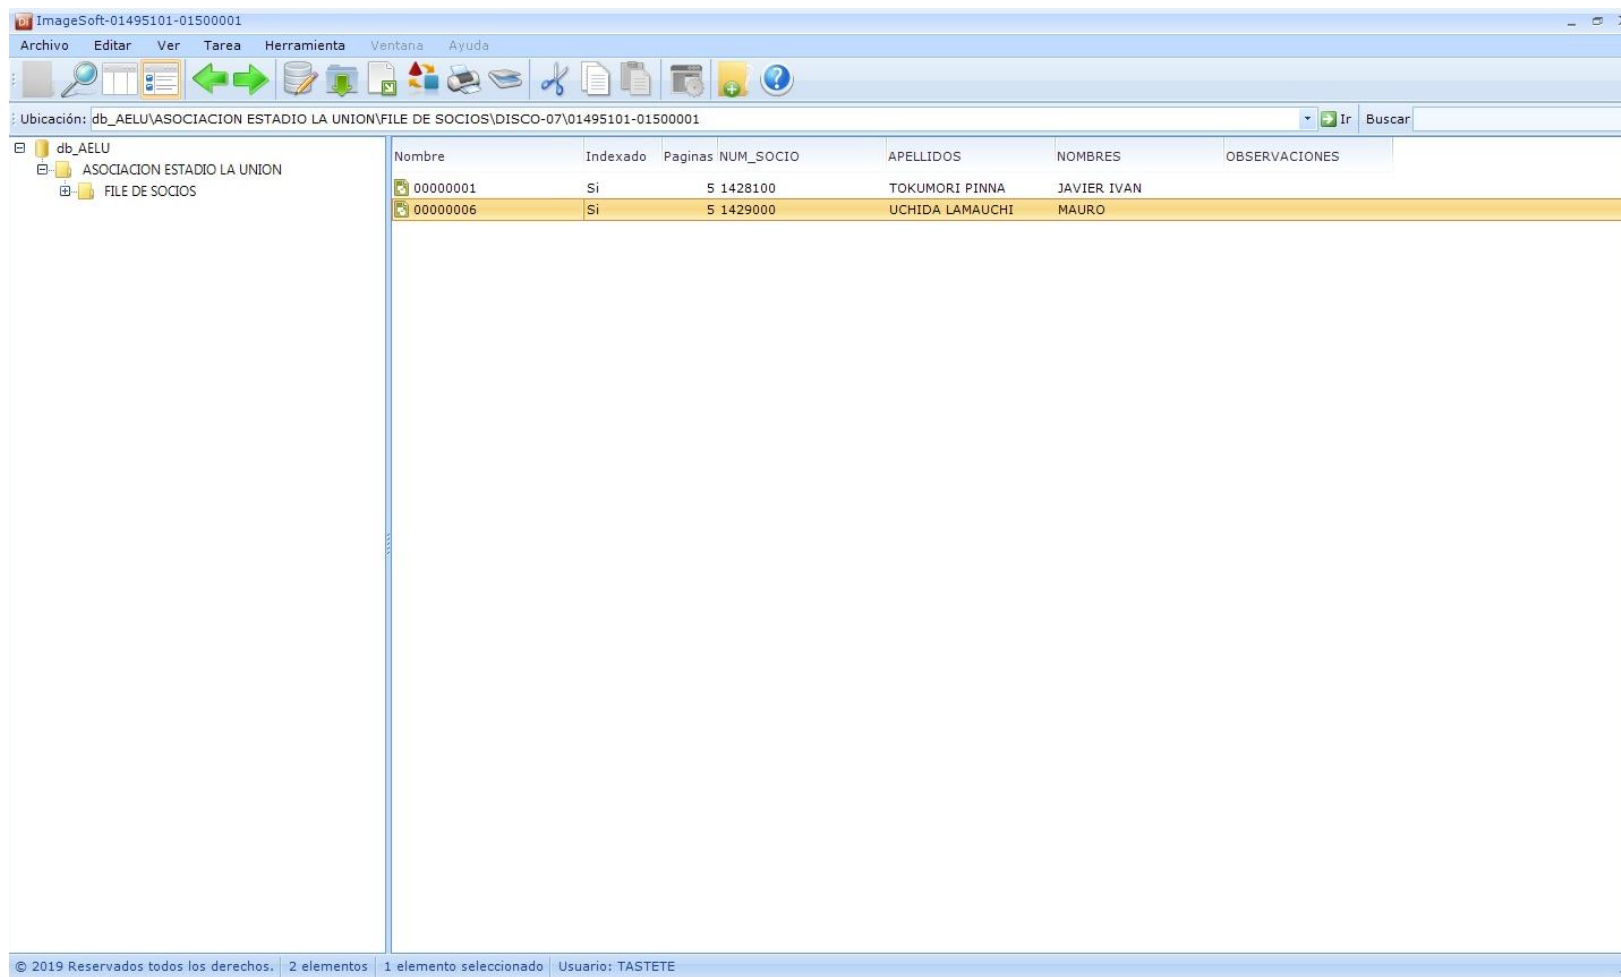 ImageSoft-01495101-01500001
Archivo Editar Ver Tarea Herramienta Ventana Ayuda
Ubicación: db_AELU\ASOCIACION ESTADIO LA UNION\FILE DE SOCIOS\DISCO-07\01495101-01500001 Ir Buscar
db_AELU
ASOCIACION ESTADIO LA UNION
FILE DE SOCIOS
Nombre Indexado Paginas NUM_SOCIO APELLIDOS NOMBRES OBSERVACIONES
00000001 Si 5 1428100 TOKUMORI PINNA JAVIER IVAN
00000006 Si 5 1429000 UCHIDA LAMAUCHI MAURO
© 2019 Reservados todos los derechos. 2 elementos 1 elemento seleccionado Usuario: TASTETE